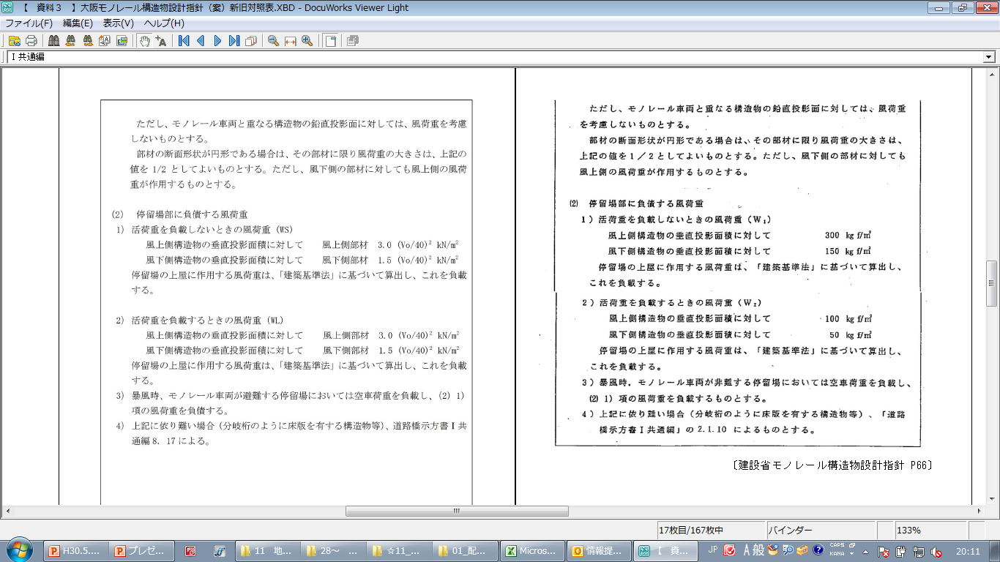 【　資料３　】大阪モノレール構造物設計指針（案）新旧対照表.XBD - DocuWorks Viewer Light
ファイル(F)　編集(E)　表示(V)　ヘルプ(H)
Ⅰ共通編
ただし、モノレール車両と重なる構造物の鉛直投影面に対しては、風荷重を考慮
しないものとする。
部材の断面形状が円形である場合は、その部材に限り風荷重の大きさは、上記の
値を 1/2 としてよいものとする。ただし、風下側の部材に対しても風上側の風荷
重が作用するものとする。
(2)　停留場部に負債する風荷重
1) 活荷重を負載しないときの風荷重 (WS)
風上側構造物の垂直投影面積に対して　　風上側部材　3.0 (Vo/40)² kN/m²
風下側構造物の垂直投影面積に対して　　風下側部材　1.5 (Vo/40)² kN/m²
停留場の上屋に作用する風荷重は、「建築基準法」に基づいて算出し、これを負載
する。
2) 活荷重を負載するときの風荷重 (WL)
風上側構造物の垂直投影面積に対して　　風上側部材　3.0 (Vo/40)² kN/m²
風下側構造物の垂直投影面積に対して　　風下側部材　1.5 (Vo/40)² kN/m²
停留場の上屋に作用する風荷重は、「建築基準法」に基づいて算出し、これを負載
する。
3) 暴風時、モノレール車両が避難する停留場においては空車荷重を負載し、(2) 1)
項の風荷重を負債する。
4) 上記に依り難い場合（分岐桁のように床版を有する構造物等）、道路橋示方書Ⅰ共
通編 8. 17 による。
ただし、モノレール車両と重なる構造物の鉛直投影面に対しては、風荷重
を考慮しないものとする。
部材の断面形状が円形である場合は、その部材に限り風荷重の大きさは、
上記の値を１／２としてよいものとする。ただし、風下側の部材に対しても
風上側の風荷重が作用するものとする。
⑵　停留場部に負債する風荷重
１）活荷重を負載しないときの風荷重（W₁）
風上側構造物の垂直投影面積に対して　　300 kgf/㎡
風下側構造物の垂直投影面積に対して　　150 kgf/㎡
停留場の上屋に作用する風荷重は、「建築基準法」に基づいて算出し、
これを負載する。
２）活荷重を負載するときの風荷重（W₂）
風上側構造物の垂直投影面積に対して　　100 kgf/㎡
風下側構造物の垂直投影面積に対して　　50 kgf/㎡
停留場の上屋に作用する風荷重は、「建築基準法」に基づいて算出し、
これを負載する。
３）暴風時，モノレール車両が非難する停留場においては空車荷重を負載し、
⑵ 1）項の風荷重を負載するものとする。
４）上記に依り難い場合（分岐桁のように床版を有する構造物等）、「道路
橋示方書Ⅰ共通編」の 2.1.10 によるものとする。
〔建設省モノレール構造物設計指針 P66〕
17枚目/167枚中　バインダー　133%
H30.5....　プレゼ...　11　地...　28～　...　☆11_...　01_配...　Micros...　情報提...　【　資...　JP　A 般　CAPS　KANA　20:11